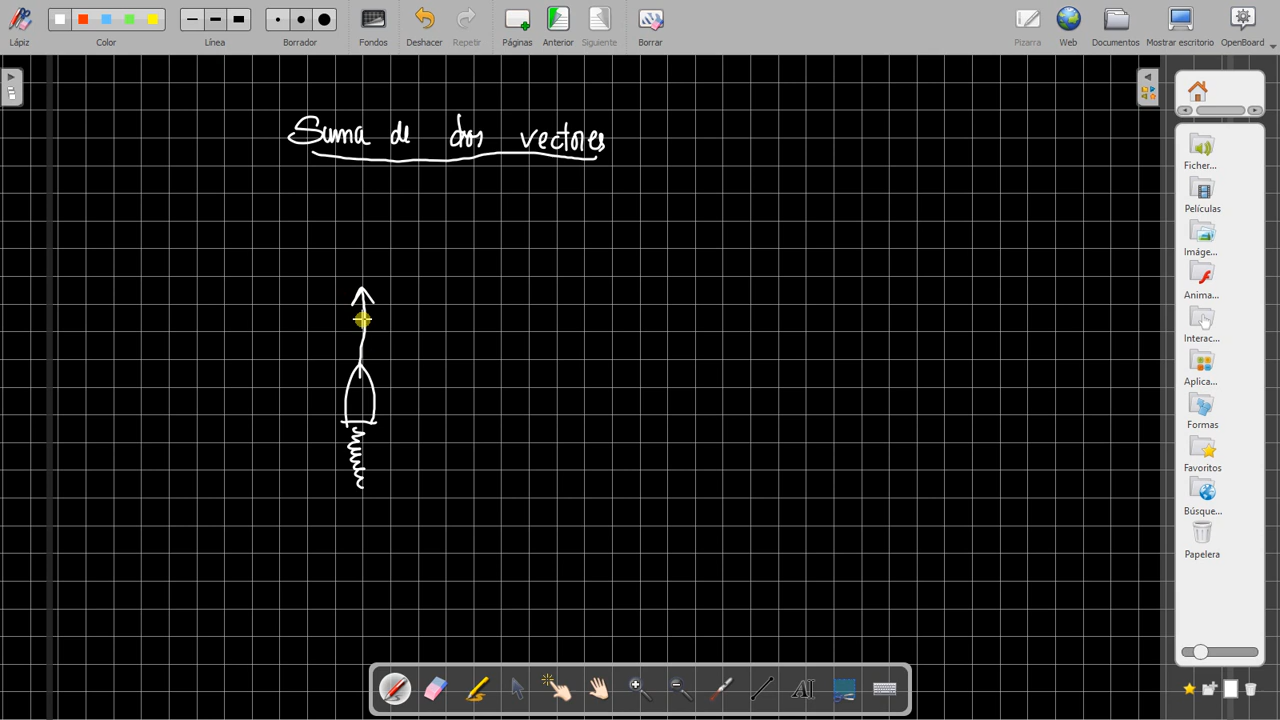 Lápiz Color Línea Borrador Fondos Deshacer Repetir Páginas Anterior Siguiente Borrar Pizarra Web Documentos Mostrar escritorio OpenBoard
Suma de dos vectores
Ficher...
Películas
Imáge...
Anima...
Interac...
Aplica...
Formas
Favoritos
Búsque...
Papelera